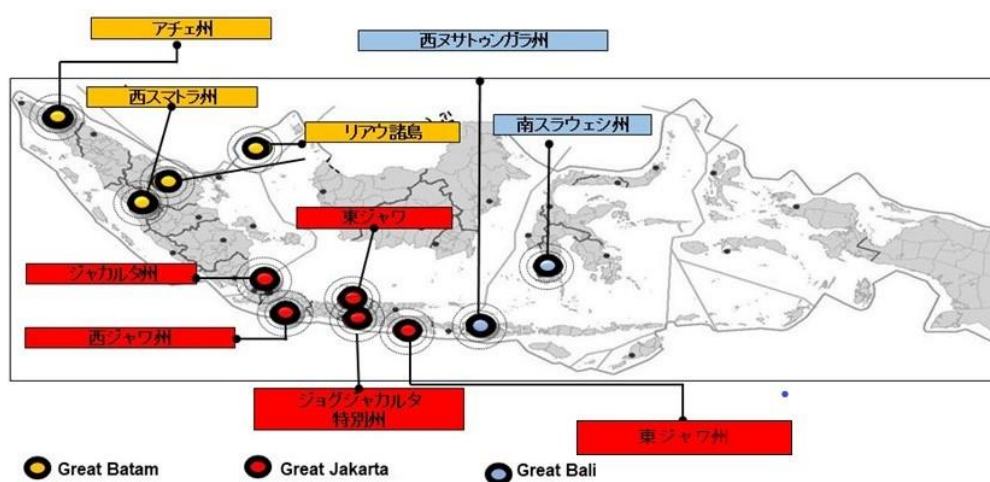 アチェ州
西ヌサトゥンガラ州
西スマトラ州
リアウ諸島
南スラウェシ州
東ジャワ
ジャカルタ州
西ジャワ州
ジョグジャカルタ
特別州
東ジャワ州
Great Batam
Great Jakarta
Great Bali